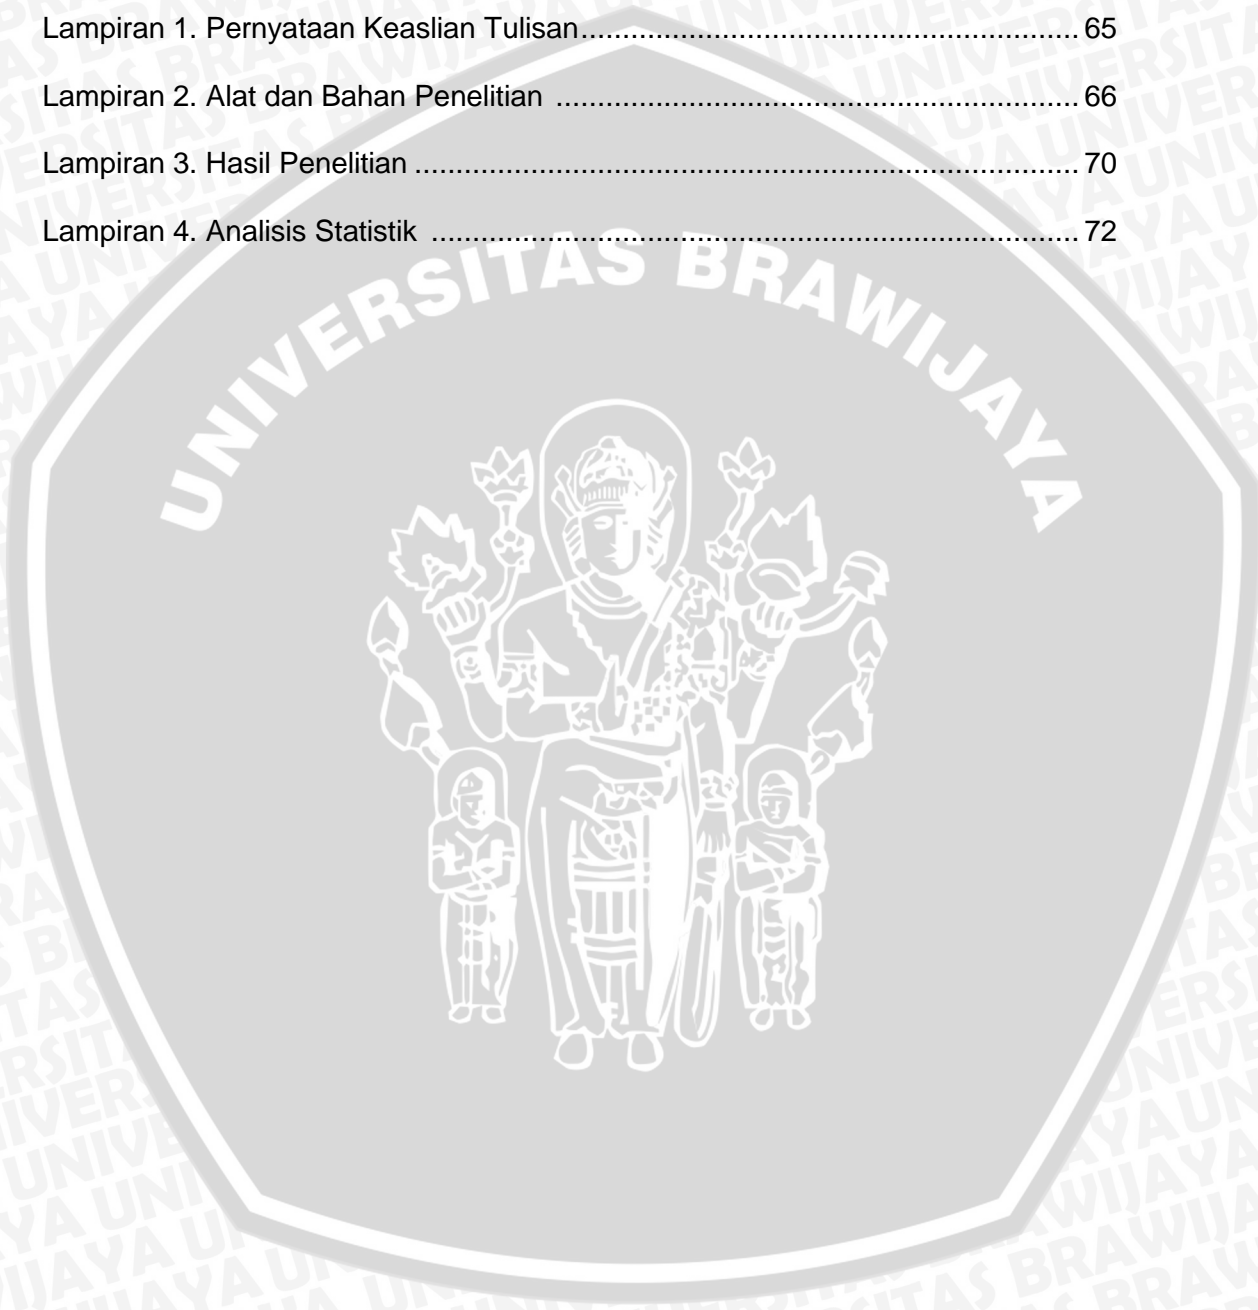 Lampiran 1. Pernyataan Keaslian Tulisan............................................................ 65
Lampiran 2. Alat dan Bahan Penelitian ............................................................... 66
Lampiran 3. Hasil Penelitian ................................................................................ 70
Lampiran 4. Analisis Statistik .............................................................................. 72
UNIVERSITAS BRAWIJAYA